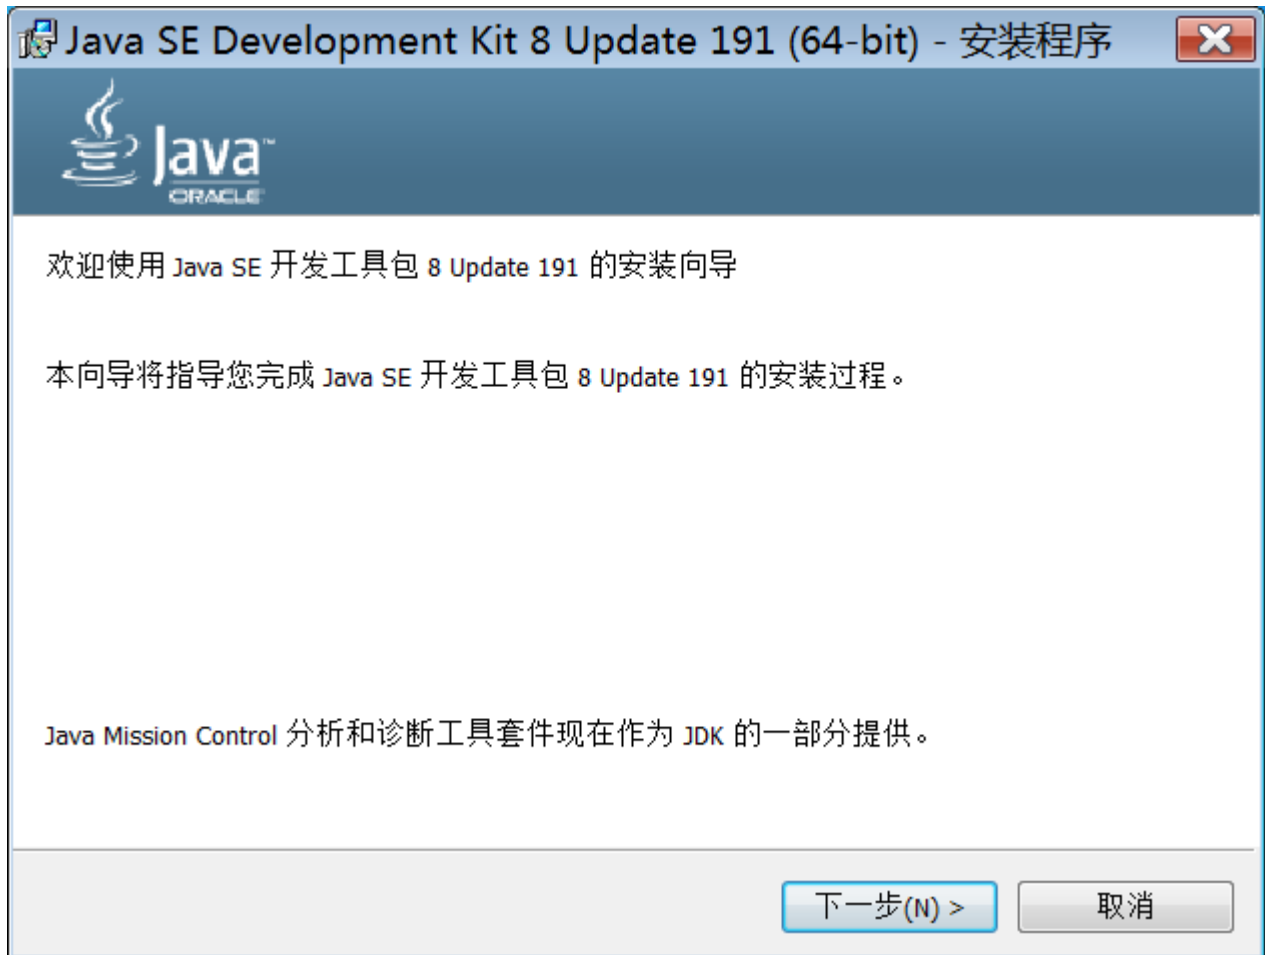 Java SE Development Kit 8 Update 191 (64-bit) - 安装程序
Java™
ORACLE
欢迎使用 Java SE 开发工具包 8 Update 191 的安装向导
本向导将指导您完成 Java SE 开发工具包 8 Update 191 的安装过程。
Java Mission Control 分析和诊断工具套件现在作为 JDK 的一部分提供。
下一步(N) >
取消